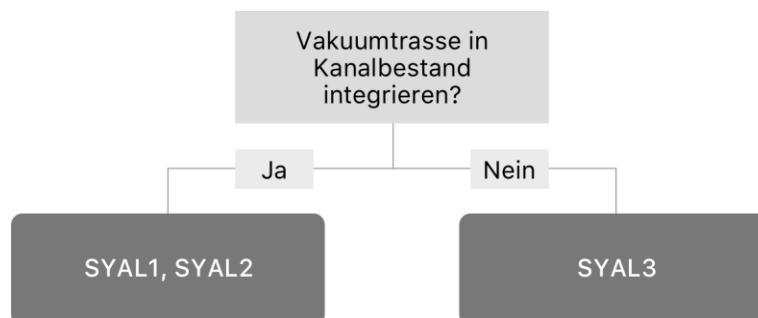 Vakuumtrasse in
Kanalbestand
integrieren?
Ja
Nein
SYAL1, SYAL2
SYAL3